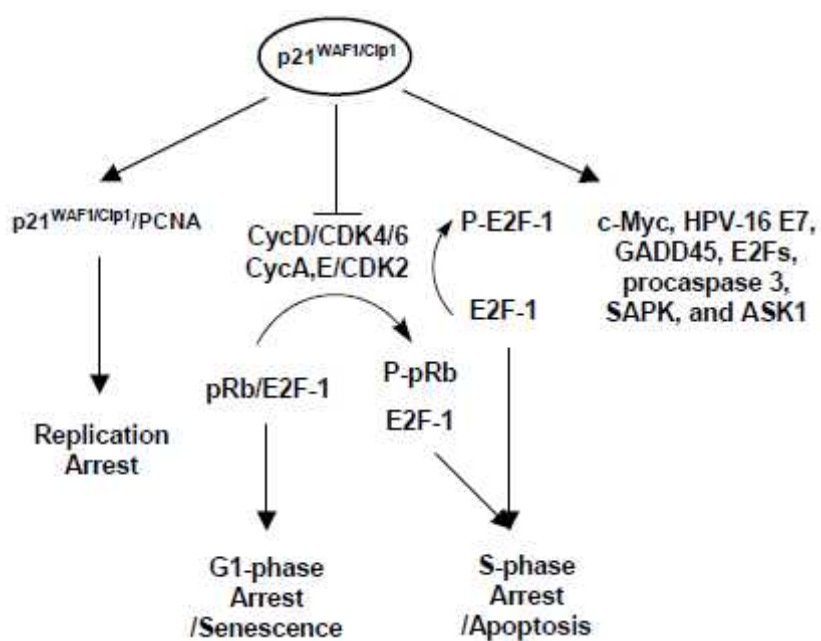 p21WAF1/CIp1
p21WAF1/CIp1/PCNA
CycD/CDK4/6
CycA,E/CDK2
P-E2F-1
c-Myc, HPV-16 E7,
GADD45, E2Fs,
procaspase 3,
SAPK, and ASK1
E2F-1
pRb/E2F-1
P-pRb
E2F-1
Replication
Arrest
G1-phase
Arrest
/Senescence
S-phase
Arrest
/Apoptosis